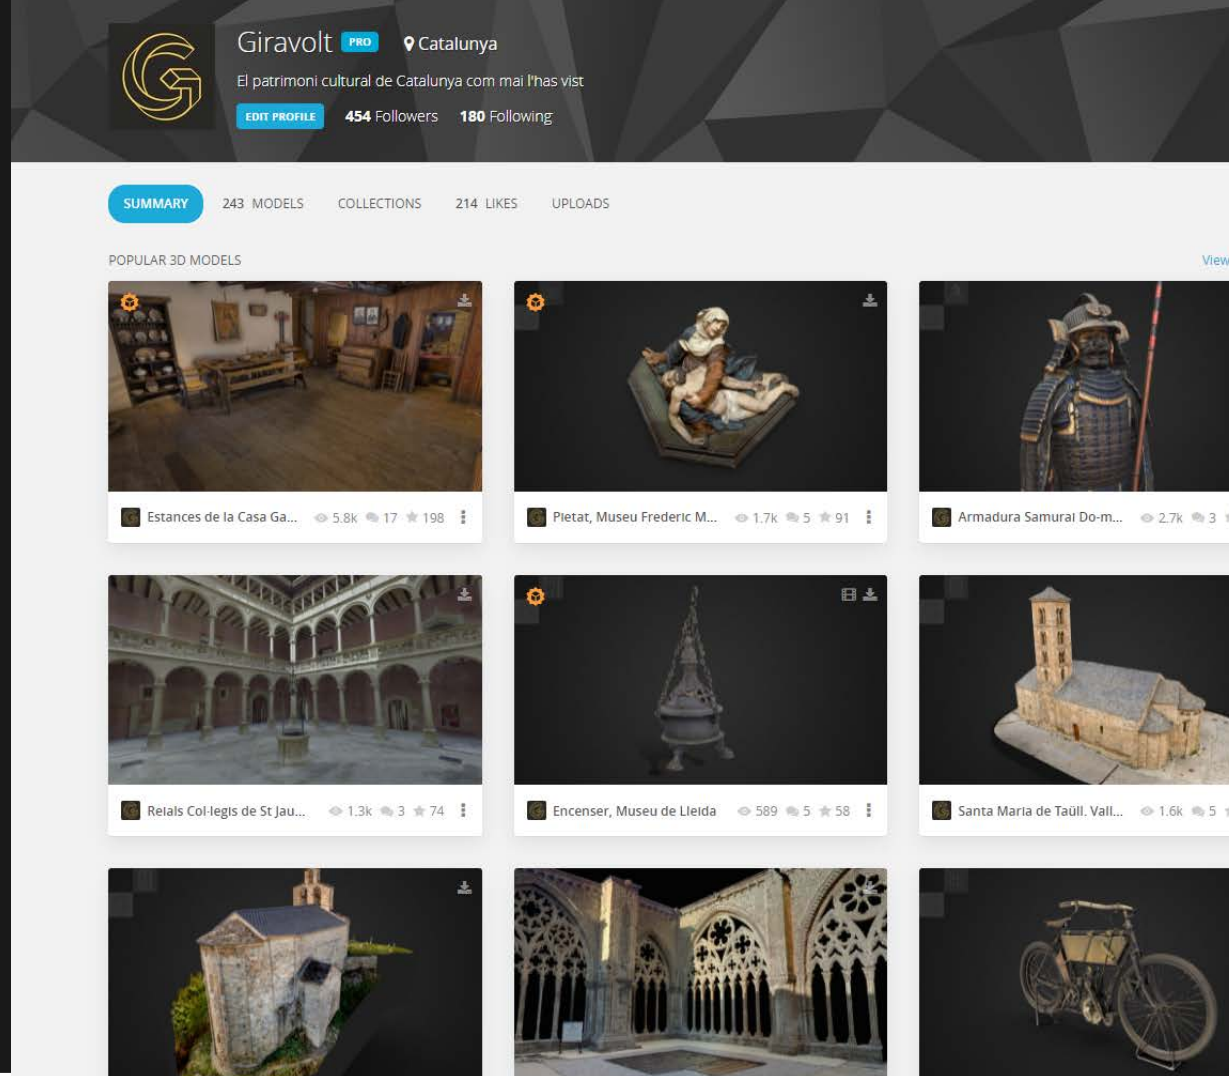 Giravolt PRO Catalunya
El patrimoni cultural de Catalunya com mai l'has vist
EDIT PROFILE 454 Followers 180 Following
SUMMARY 243 MODELS COLLECTIONS 214 LIKES UPLOADS
POPULAR 3D MODELS View
Estances de la Casa Ga... 5.8k 17 198
Pietat, Museu Frederic M... 1.7k 5 91
Armadura Samurai Do-m... 2.7k 3
Reials Col·legis de St Jau... 1.3k 3 74
Encenser, Museu de Lleida 589 5 58
Santa Maria de Taüll. Vall... 1.6k 5